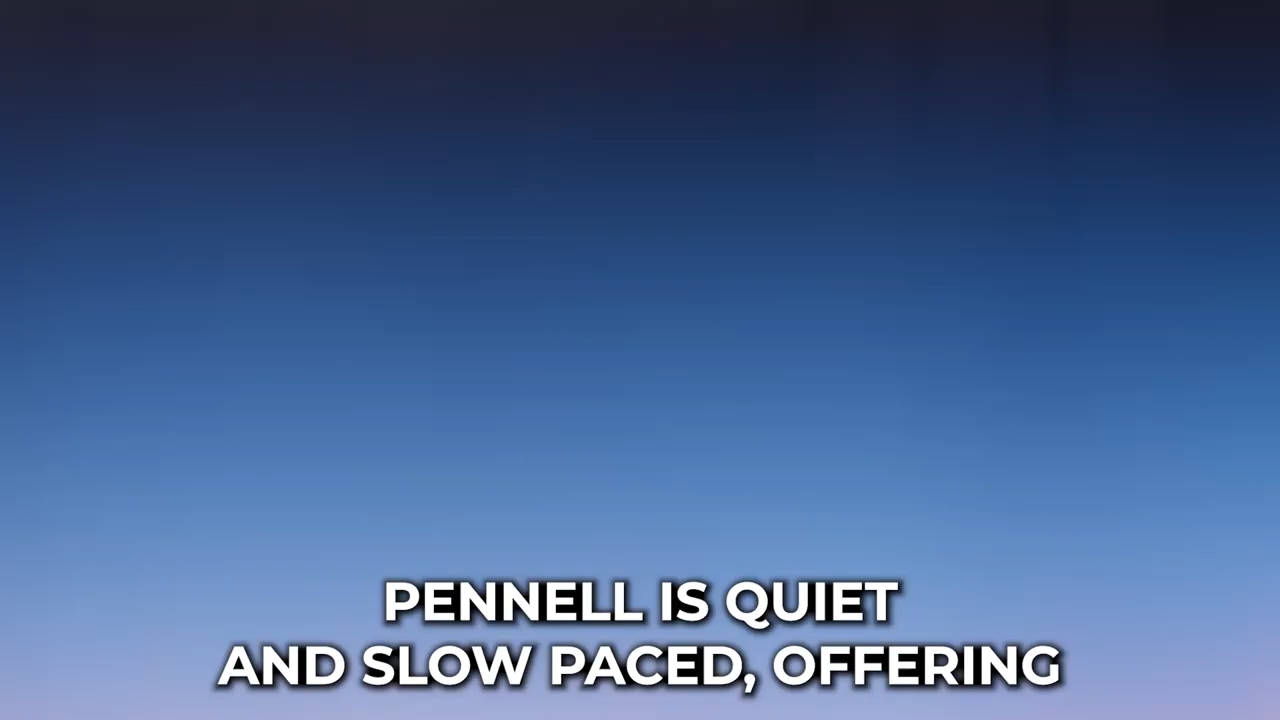 PENNELL IS QUIET
AND SLOW PACED, OFFERING